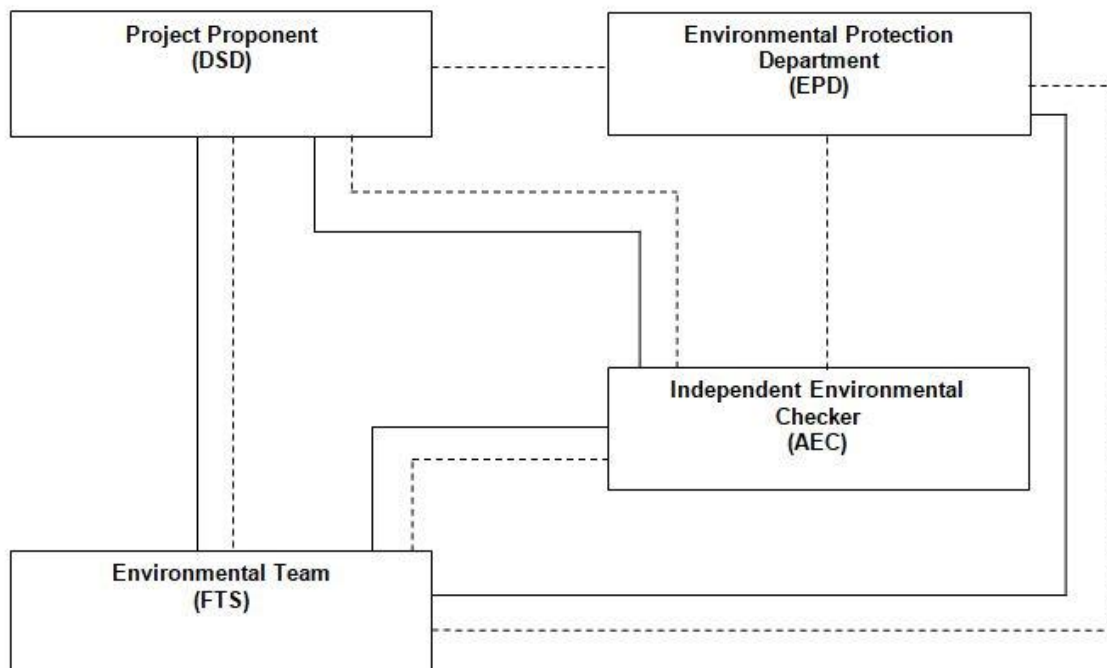 Project Proponent
(DSD)
Environmental Protection
Department
(EPD)
Independent Environmental
Checker
(AEC)
Environmental Team
(FTS)